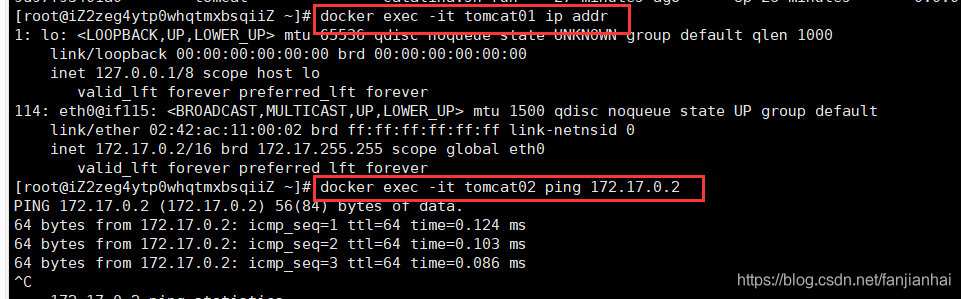 [root@iZ2zeg4ytp0whqtmxbsqiiZ ~]# docker exec -it tomcat01 ip addr
1: lo: <LOOPBACK,UP,LOWER_UP> mtu 65536 qdisc noqueue state UNKNOWN group default qlen 1000
link/loopback 00:00:00:00:00:00 brd 00:00:00:00:00:00
inet 127.0.0.1/8 scope host lo
valid_lft forever preferred_lft forever
114: eth0@if115: <BROADCAST,MULTICAST,UP,LOWER_UP> mtu 1500 qdisc noqueue state UP group default
link/ether 02:42:ac:11:00:02 brd ff:ff:ff:ff:ff:ff link-netnsid 0
inet 172.17.0.2/16 brd 172.17.255.255 scope global eth0
valid_lft forever preferred_lft forever
[root@iZ2zeg4ytp0whqtmxbsqiiZ ~]# docker exec -it tomcat02 ping 172.17.0.2
PING 172.17.0.2 (172.17.0.2) 56(84) bytes of data.
64 bytes from 172.17.0.2: icmp_seq=1 ttl=64 time=0.124 ms
64 bytes from 172.17.0.2: icmp_seq=2 ttl=64 time=0.103 ms
64 bytes from 172.17.0.2: icmp_seq=3 ttl=64 time=0.086 ms
^C
https://blog.csdn.net/fanjianhai